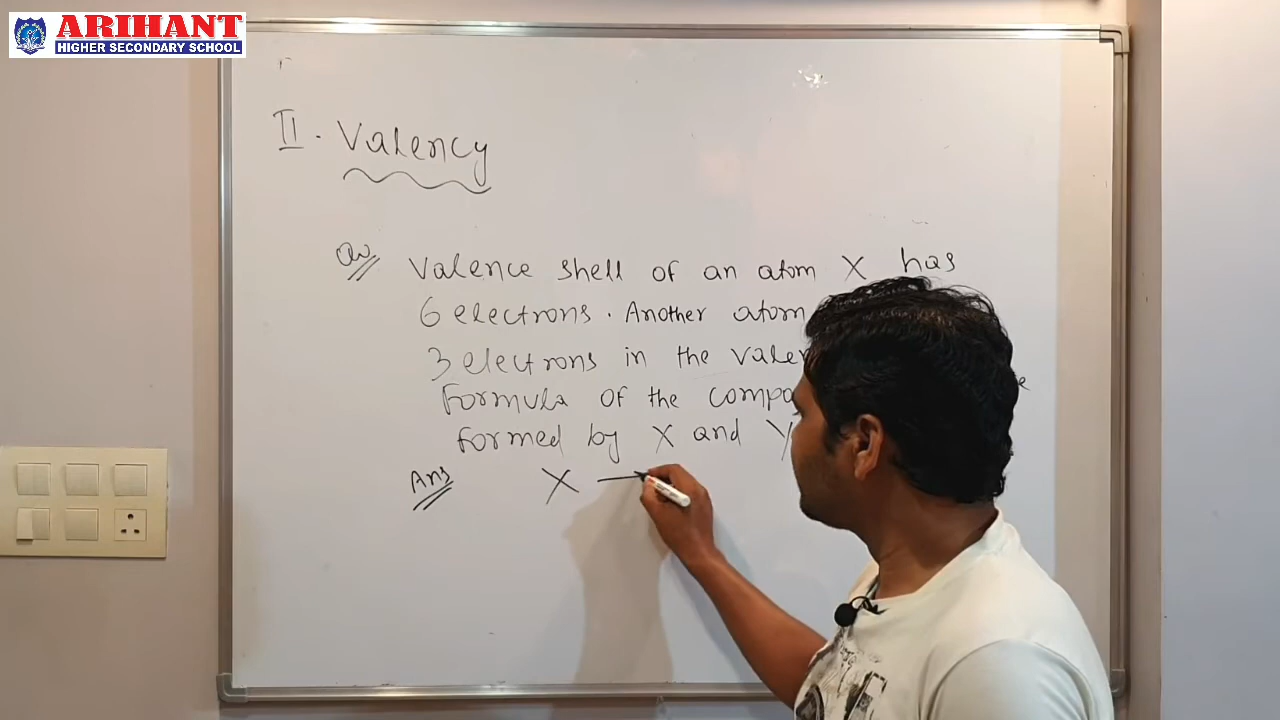 ARIHANT
HIGHER SECONDARY SCHOOL
II. Valency
Qu Valence shell of an atom X has
6 electrons. Another atom
3 electrons in the
Formula of the
formed by X and Y
Ans X —